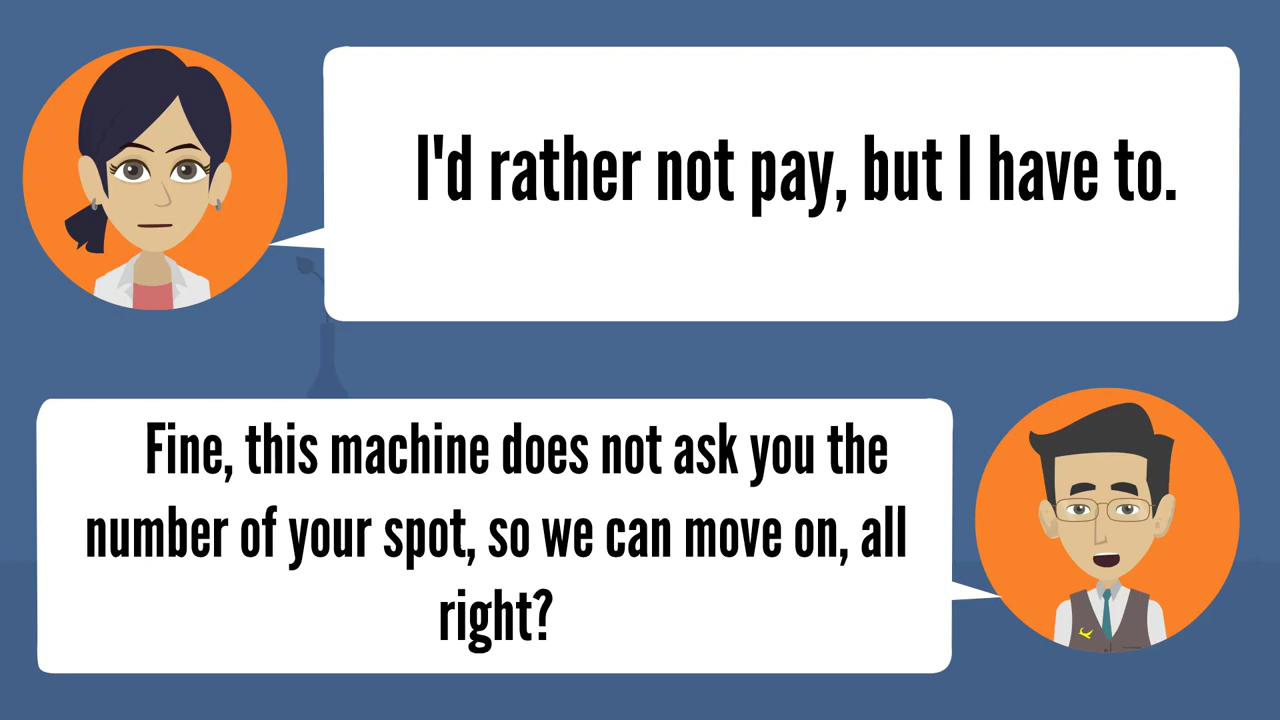 I'd rather not pay, but I have to.
Fine, this machine does not ask you the
number of your spot, so we can move on, all
right?